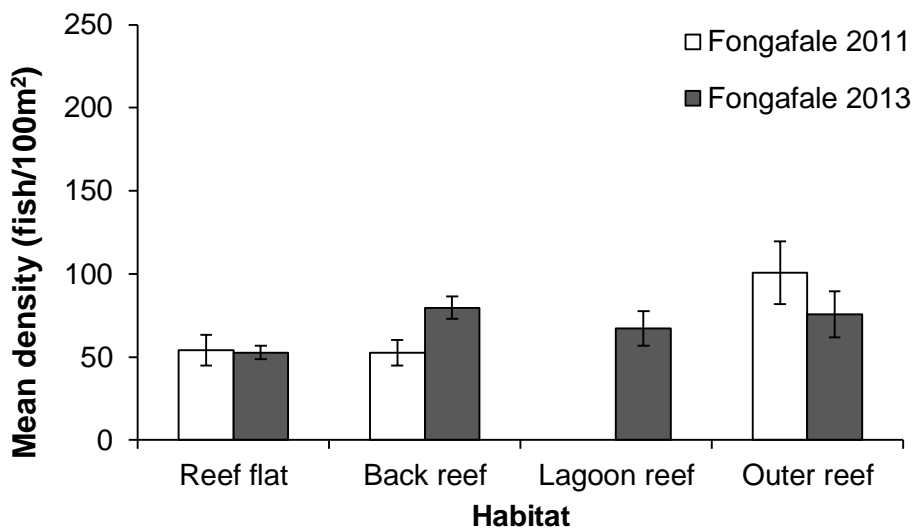 Mean density (fish/100m²)
250
200
150
100
50
0
Fongafale 2011
Fongafale 2013
Reef flat
Back reef
Lagoon reef
Outer reef
Habitat